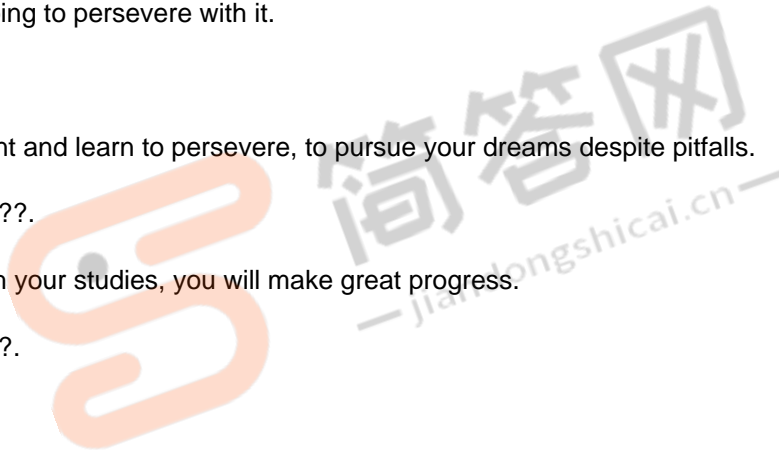 ing to persevere with it.
nt and learn to persevere, to pursue your dreams despite pitfalls.
??.
n your studies, you will make great progress.
?.
简答网
jiandongshicai.cn